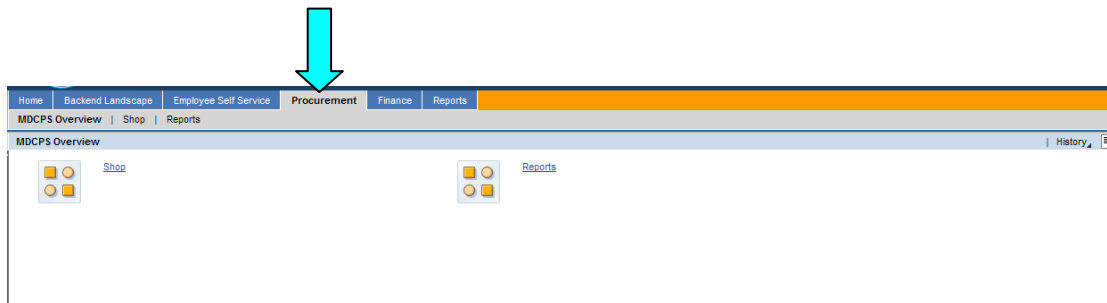 Home Backend Landscape Employee Self Service Procurement Finance Reports
MDCPS Overview | Shop | Reports
MDCPS Overview | History
Shop Reports